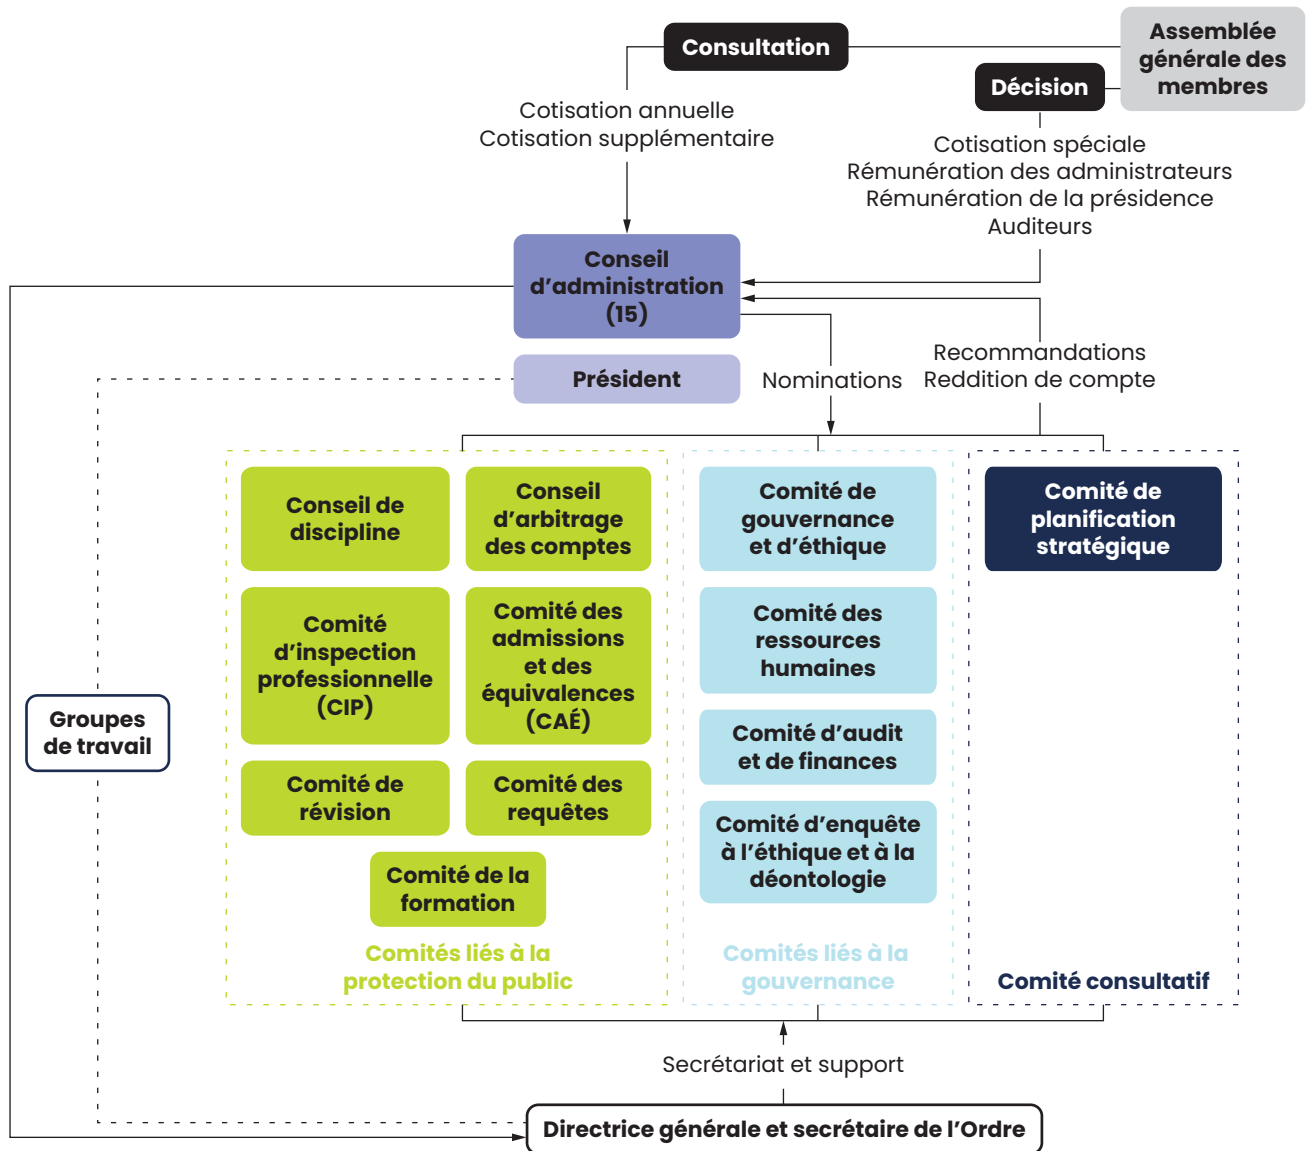 Consultation
Assemblée
générale des
membres
Décision
Cotisation annuelle
Cotisation supplémentaire
Cotisation spéciale
Rémunération des administrateurs
Rémunération de la présidence
Auditeurs
Conseil
d’administration
(15)
Président
Nominations
Recommandations
Reddition de compte
Conseil de
discipline
Conseil
d’arbitrage
des comptes
Comité
d’inspection
professionnelle
(CIP)
Comité des
admissions
et des
équivalences
(CAÉ)
Comité de
révision
Comité des
requêtes
Comité de la
formation
Comités liés à la
protection du public
Comité de
gouvernance
et d’éthique
Comité des
ressources
humaines
Comité d’audit
et de finances
Comité d’enquête
à l’éthique et à la
déontologie
Comités liés à la
gouvernance
Comité de
planification
stratégique
Comité consultatif
Groupes
de travail
Secrétariat et support
Directrice générale et secrétaire de l’Ordre